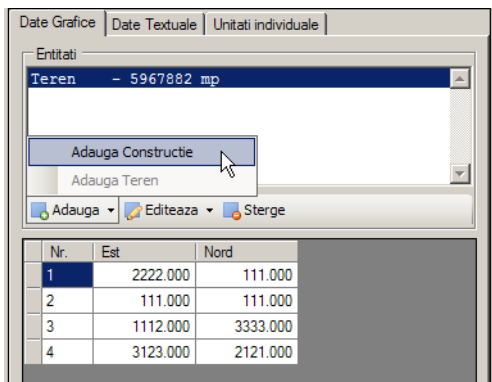 Date Grafice Date Textuale Unitati individuale
Entitati
Teren - 5967882 mp
Adauga Constructie
Adauga Teren
Adauga Editeaza Sterge
Nr. Est Nord
1 2222.000 111.000
2 111.000 111.000
3 1112.000 3333.000
4 3123.000 2121.000